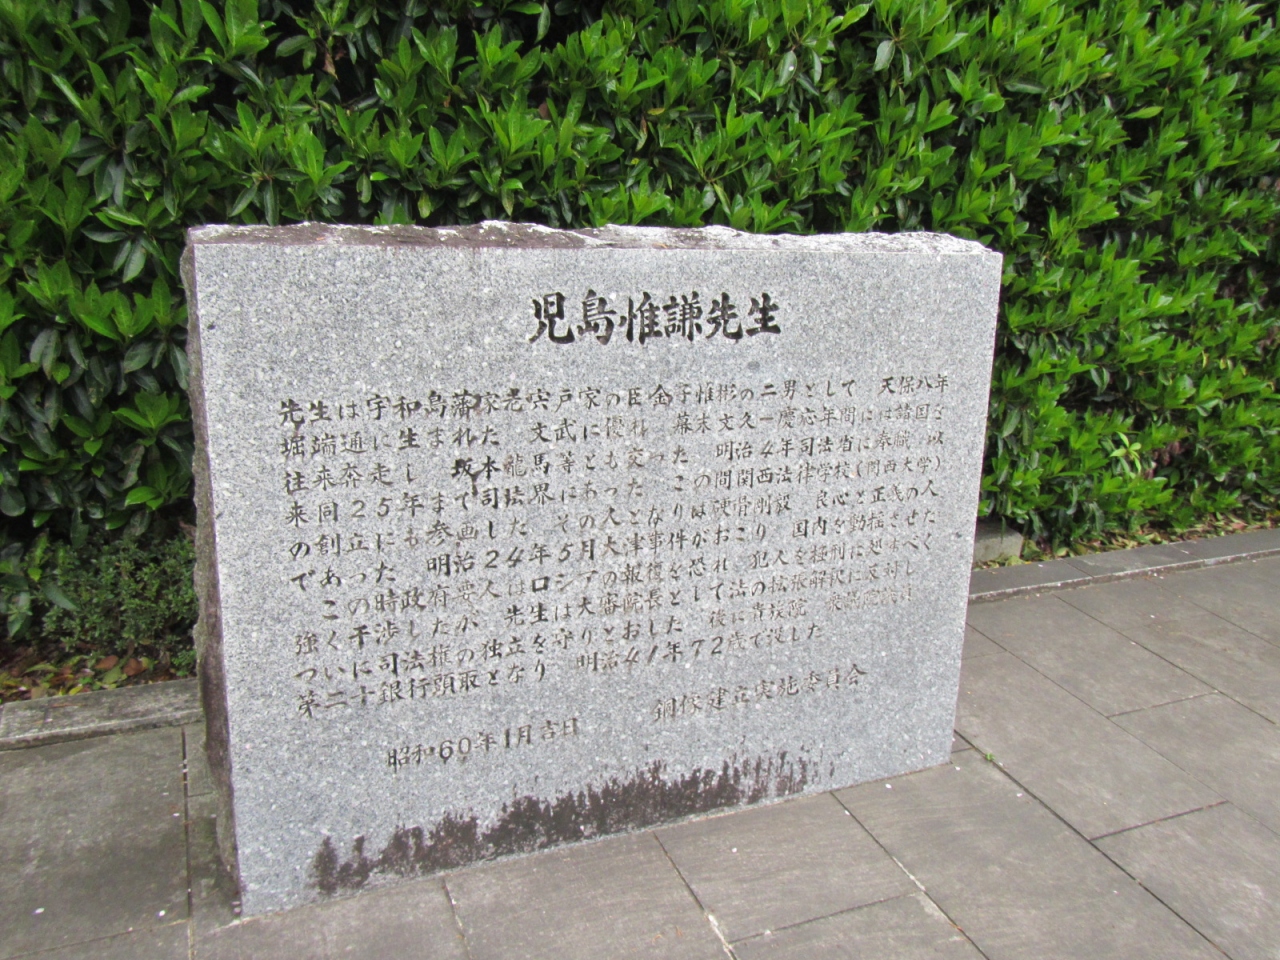 児島惟謙先生
先生は宇和島藩家老宍戸家の臣金子惟彬の二男として 天保八年
堀端通に生まれた 文武に優れ 幕末文久―慶応年間には諸国を
往来奔走し 坂本龍馬等とも交った 明治4年司法省に奉職 以
来同25年まで司法界にあった この間関西法律学校(関西大学)
の創立にも参画した その人となりは硬骨剛毅 良心と正義の人
であった 明治24年5月大津事件がおこり 国内を動揺させた
この時政府要人はロシアの報復を恐れ 犯人を極刑に処すべく
強く干渉したが 先生は大審院長として法の拡張解釈に反対し
ついに司法権の独立を守りとおした 後に貴族院 衆議院議員
第二十銀行頭取となり 明治41年72歳で没した
銅像建立実施委員会
昭和60年1月吉日